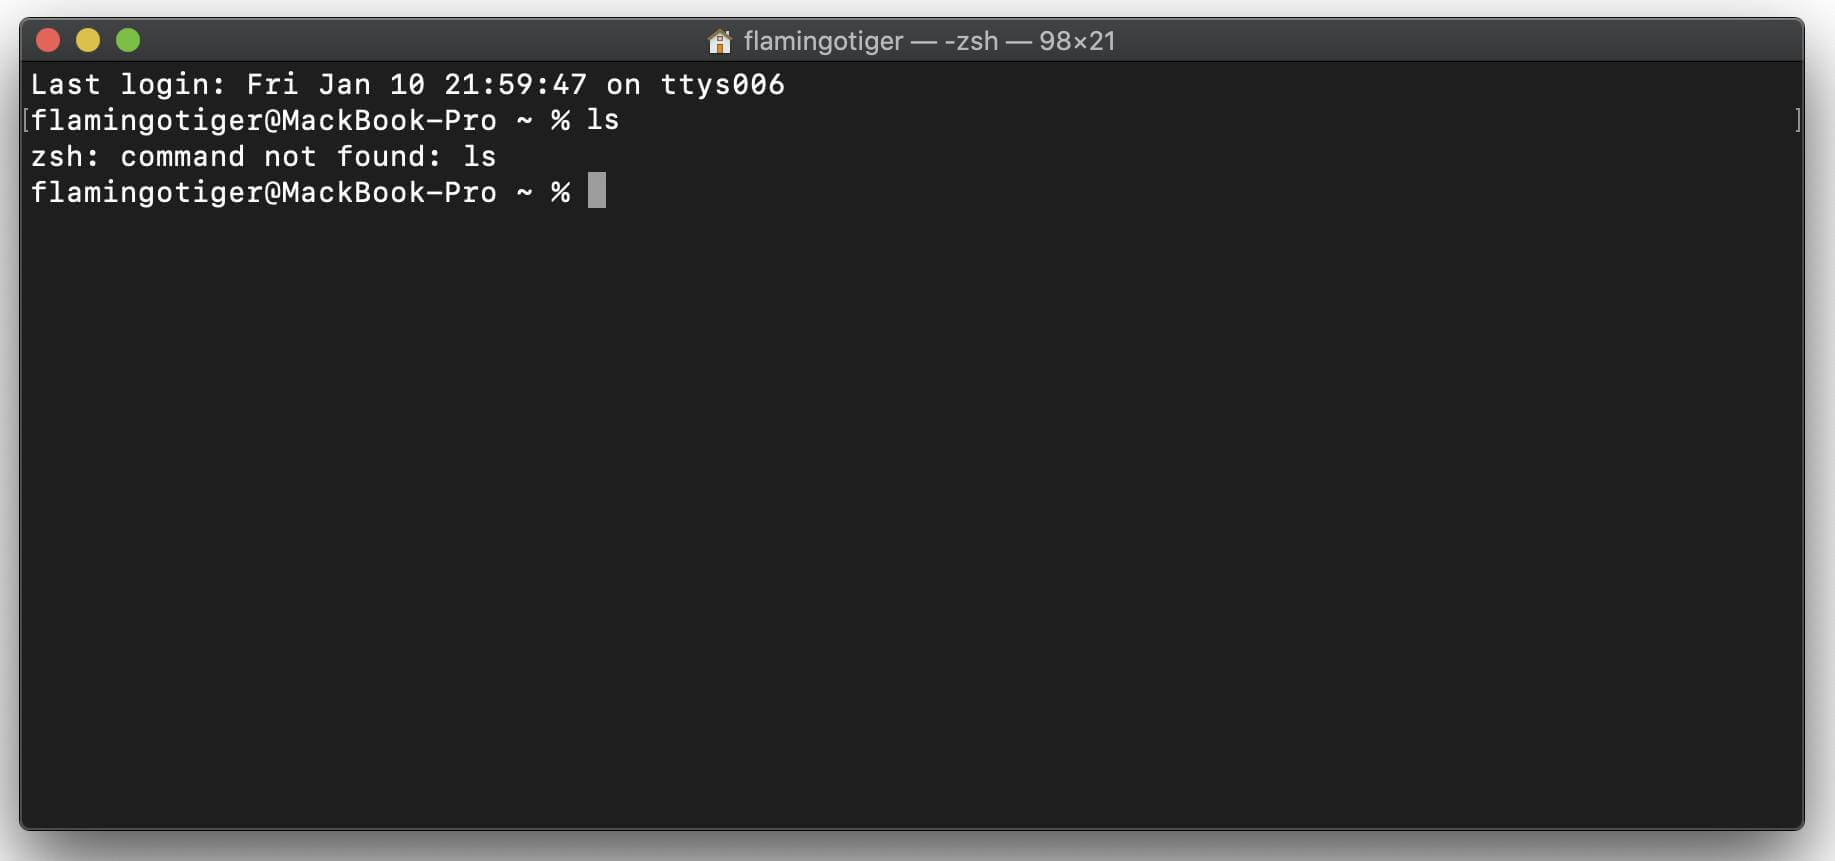 flamingotiger — -zsh — 98×21
Last login: Fri Jan 10 21:59:47 on ttys006
[flamingotiger@MackBook-Pro ~ % ls ]
zsh: command not found: ls
flamingotiger@MackBook-Pro ~ %